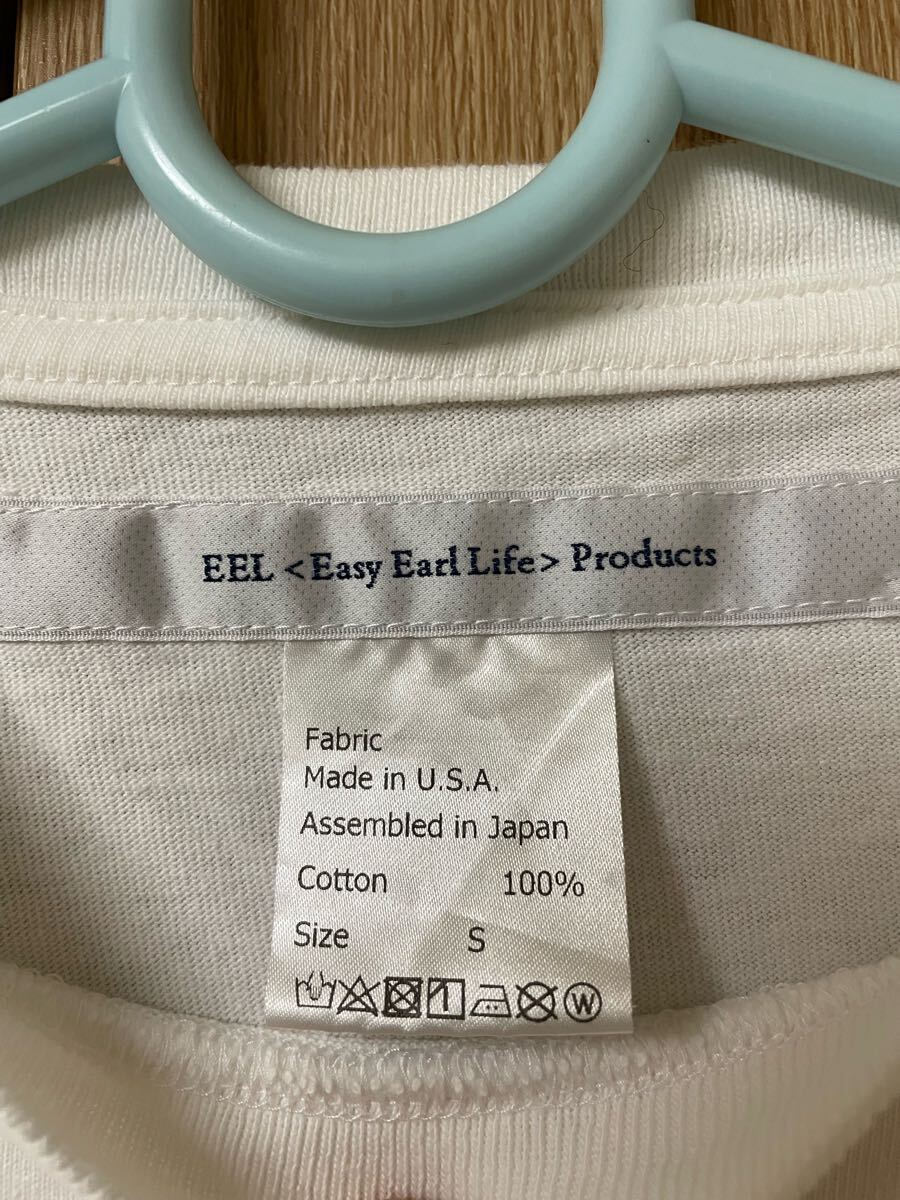 EEL <Easy Earl Life> Products
Fabric
Made in U.S.A.
Assembled in Japan
Cotton 100%
Size S
W